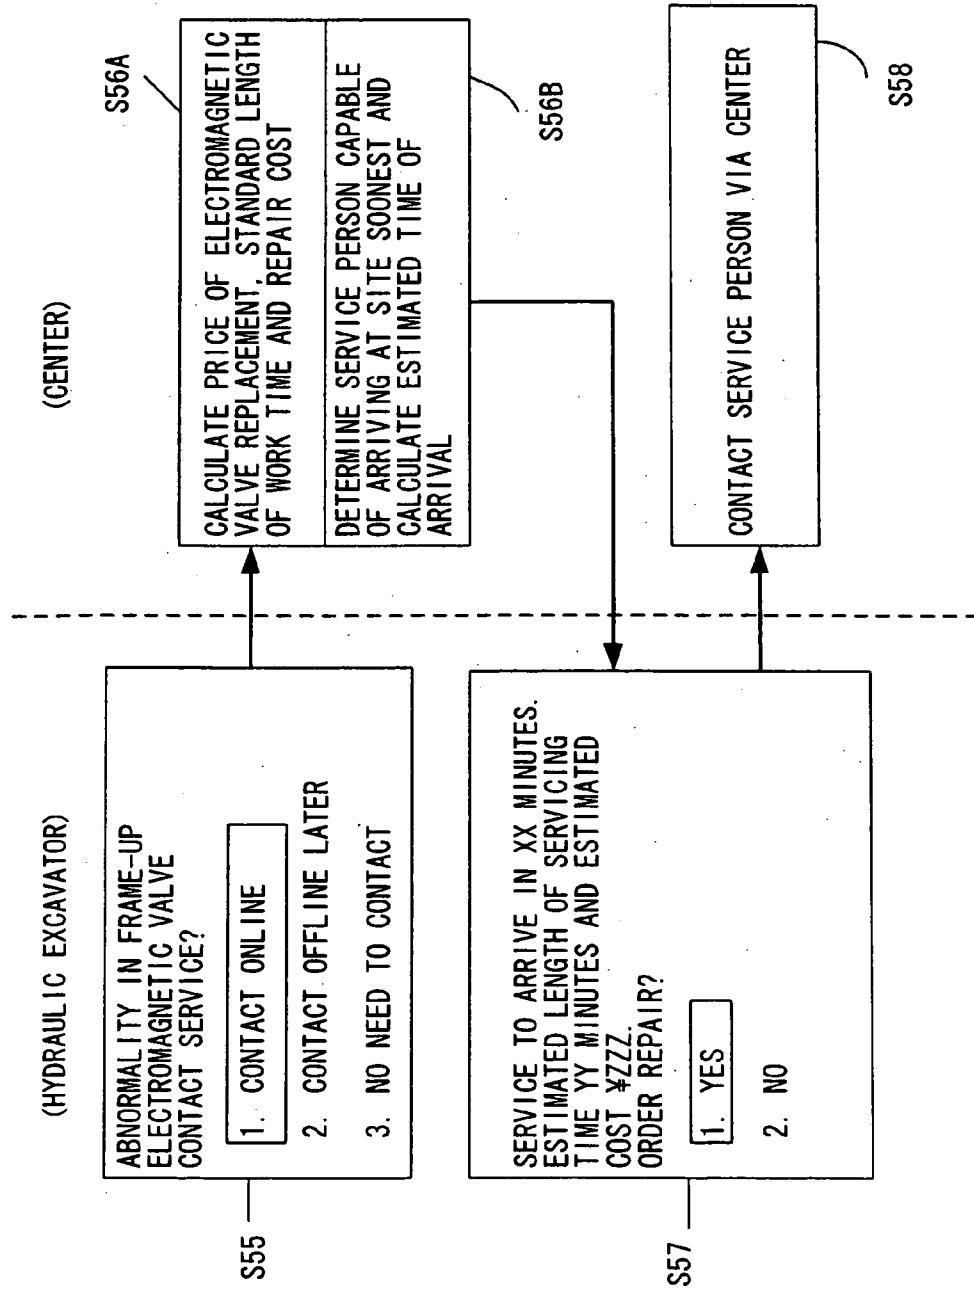 (HYDRAULIC EXCAVATOR)
(CENTER)
S55
ABNORMALITY IN FRAME-UP
ELECTROMAGNETIC VALVE
CONTACT SERVICE?
1. CONTACT ONLINE
2. CONTACT OFFLINE LATER
3. NO NEED TO CONTACT
S56A
CALCULATE PRICE OF ELECTROMAGNETIC
VALVE REPLACEMENT, STANDARD LENGTH
OF WORK TIME AND REPAIR COST
DETERMINE SERVICE PERSON CAPABLE
OF ARRIVING AT SITE SOONEST AND
CALCULATE ESTIMATED TIME OF
ARRIVAL
S56B
S57
SERVICE TO ARRIVE IN XX MINUTES.
ESTIMATED LENGTH OF SERVICING
TIME YY MINUTES AND ESTIMATED
COST ¥ZZZ.
ORDER REPAIR?
1. YES
2. NO
CONTACT SERVICE PERSON VIA CENTER
S58